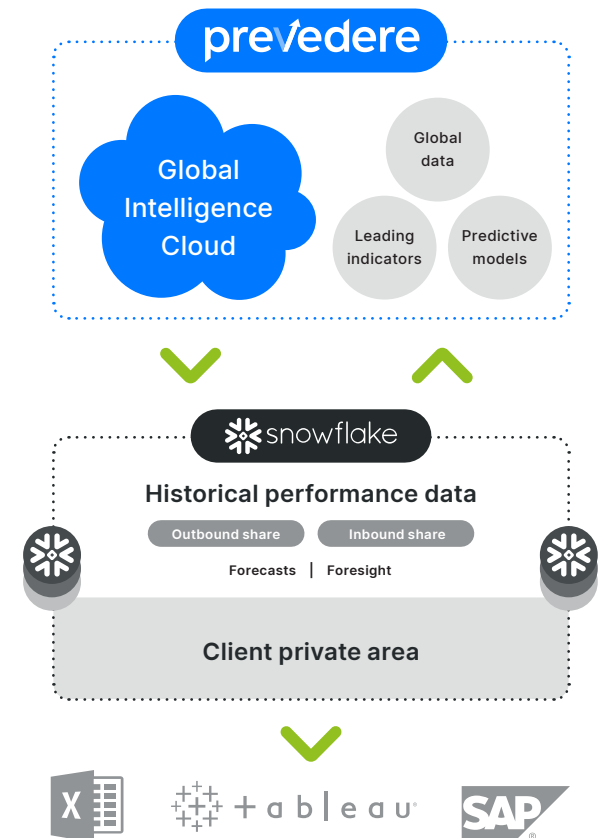 prevedere
Global
Intelligence
Cloud
Global
data
Leading
indicators
Predictive
models
snowflake
Historical performance data
Outbound share
Inbound share
Forecasts | Foresight
Client private area
X
+ a b l e a u
SAP
®